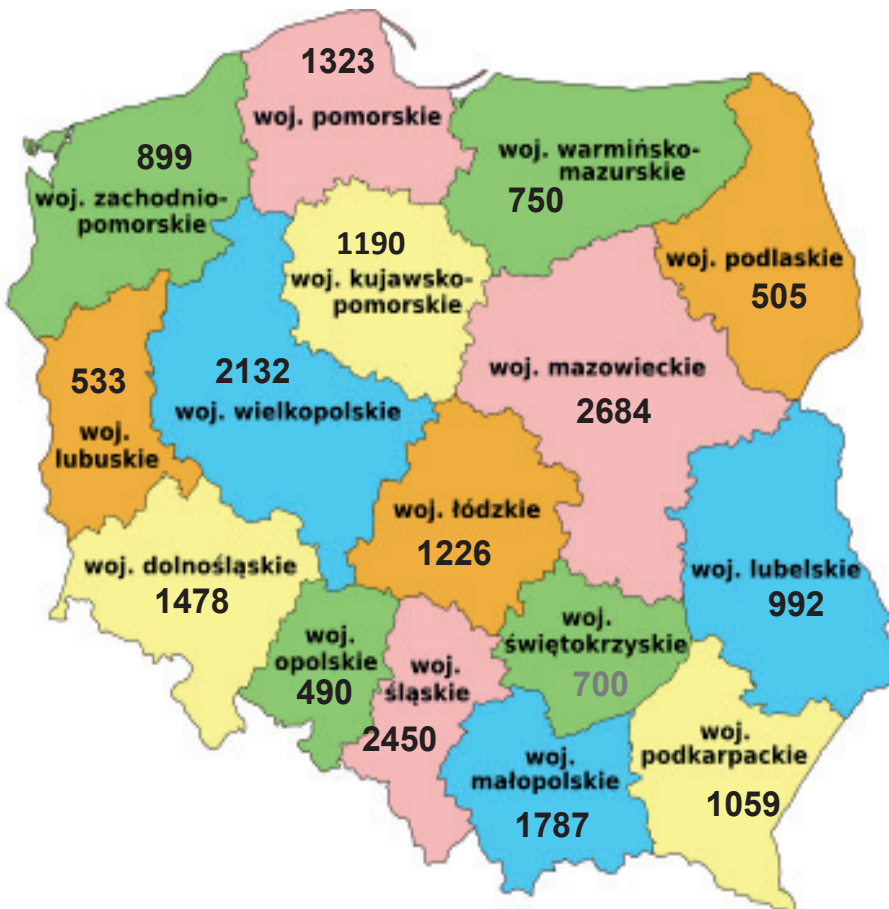 1323
woj. pomorskie
899
woj. zachodnio-
pomorskie
woj. warmińsko-
mazurskie
750
1190
woj. kujawsko-
pomorskie
woj. podlaskie
505
533
woj.
lubuskie
2132
woj. wielkopolskie
woj. mazowieckie
2684
woj. łódzkie
1226
woj. dolnośląskie
1478
woj. lubelskie
992
woj.
opolskie
490
woj.
śląskie
2450
woj.
świętokrzyskie
700
woj.
małopolskie
1787
woj.
podkarpackie
1059